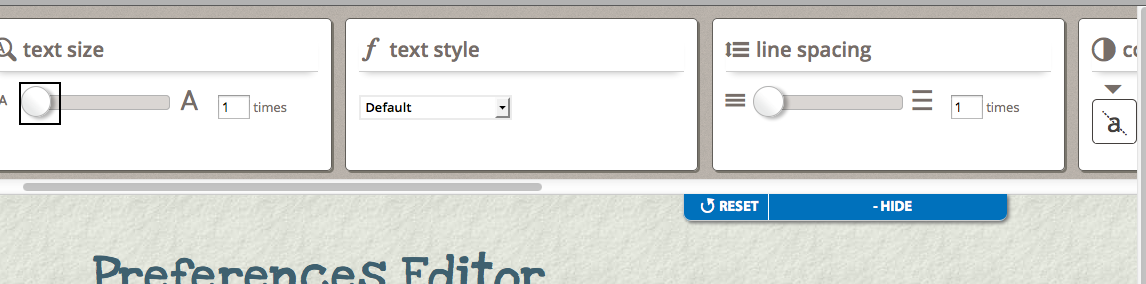 text size
A A 1 times
text style
Default
line spacing
1 times
a
RESET
- HIDE
Preferences Editor